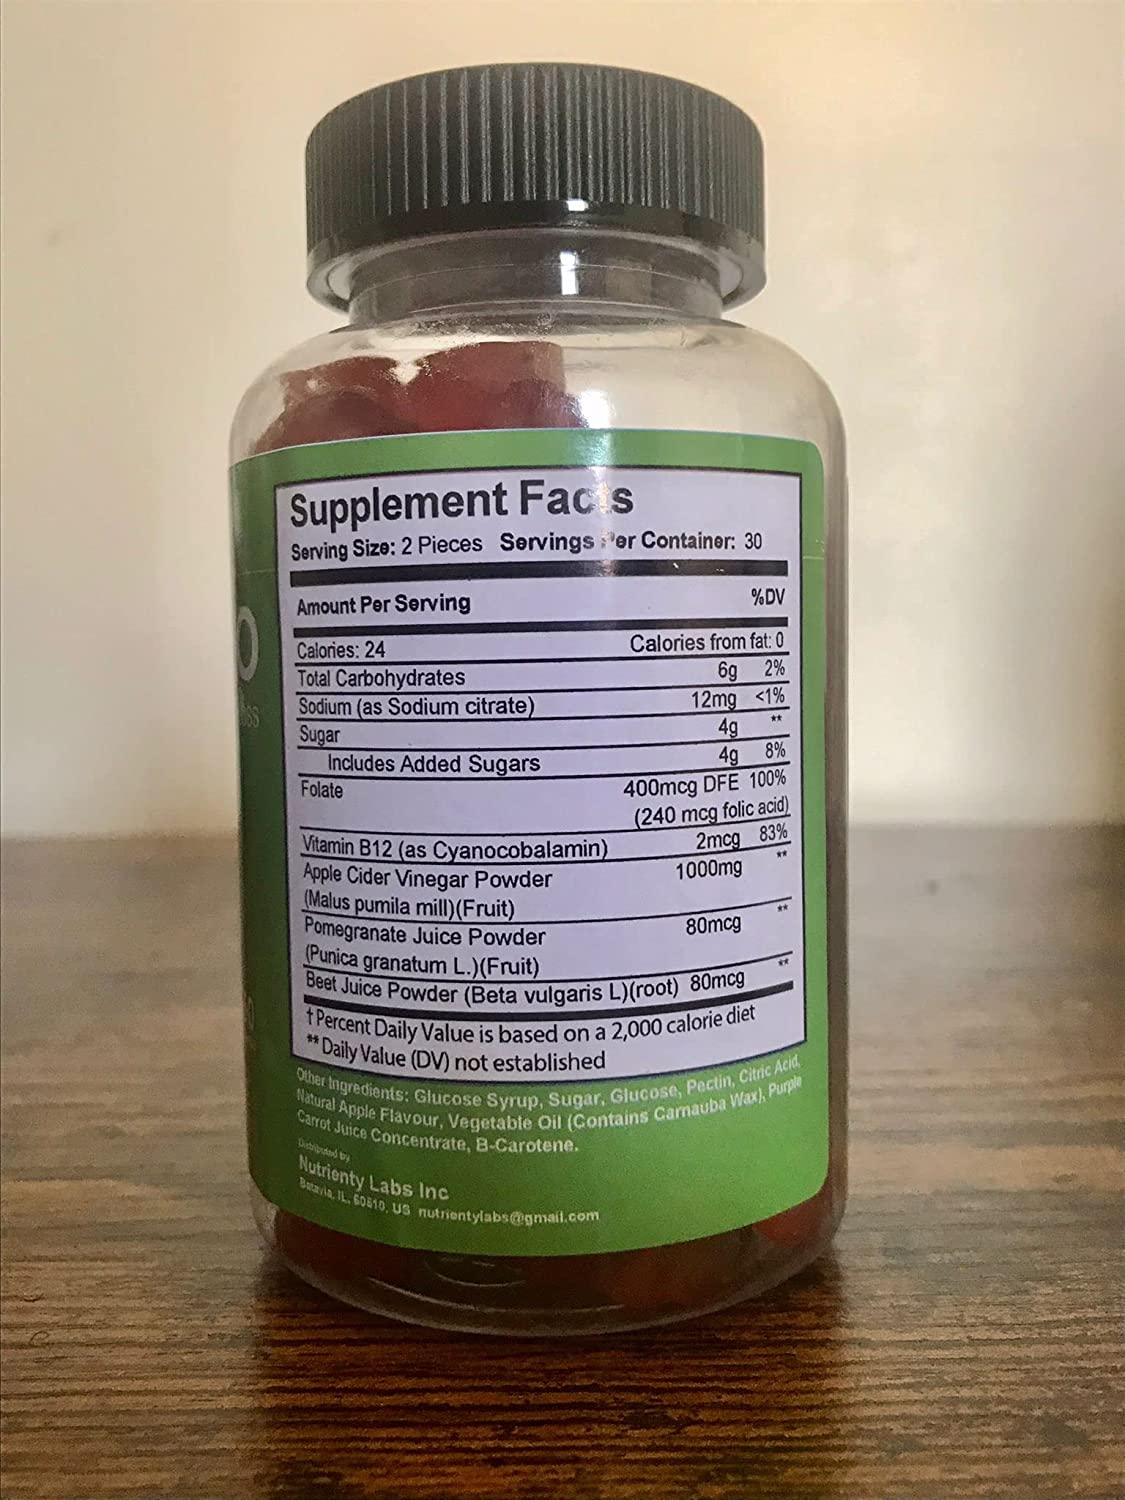 Supplement Facts
Serving Size: 2 Pieces Servings Per Container: 30
Amount Per Serving %DV
Calories: 24 Calories from fat: 0
Total Carbohydrates 6g 2%
Sodium (as Sodium citrate) 12mg <1%
Sugar 4g **
Includes Added Sugars 4g 8%
Folate 400mcg DFE 100%
(240 mcg folic acid)
Vitamin B12 (as Cyanocobalamin) 2mcg 83%
Apple Cider Vinegar Powder 1000mg **
(Malus pumila mill)(Fruit)
Pomegranate Juice Powder 80mcg **
(Punica granatum L.)(Fruit)
Beet Juice Powder (Beta vulgaris L)(root) 80mcg **
† Percent Daily Value is based on a 2,000 calorie diet
** Daily Value (DV) not established
Other Ingredients: Glucose Syrup, Sugar, Glucose, Pectin, Citric Acid,
Natural Apple Flavour, Vegetable Oil (Contains Carnauba Wax), Purple
Carrot Juice Concentrate, B-Carotene.
Distributed by
Nutrienty Labs Inc
Batavia, IL, 60510, US nutrientylabs@gmail.com